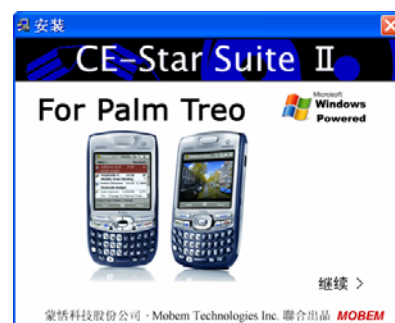 安装
CE-Star Suite II
For Palm Treo
Microsoft
Windows
Powered
继续 >
蒙恬科技股份公司 · Mobem Technologies Inc. 聯合出品 MOBEM